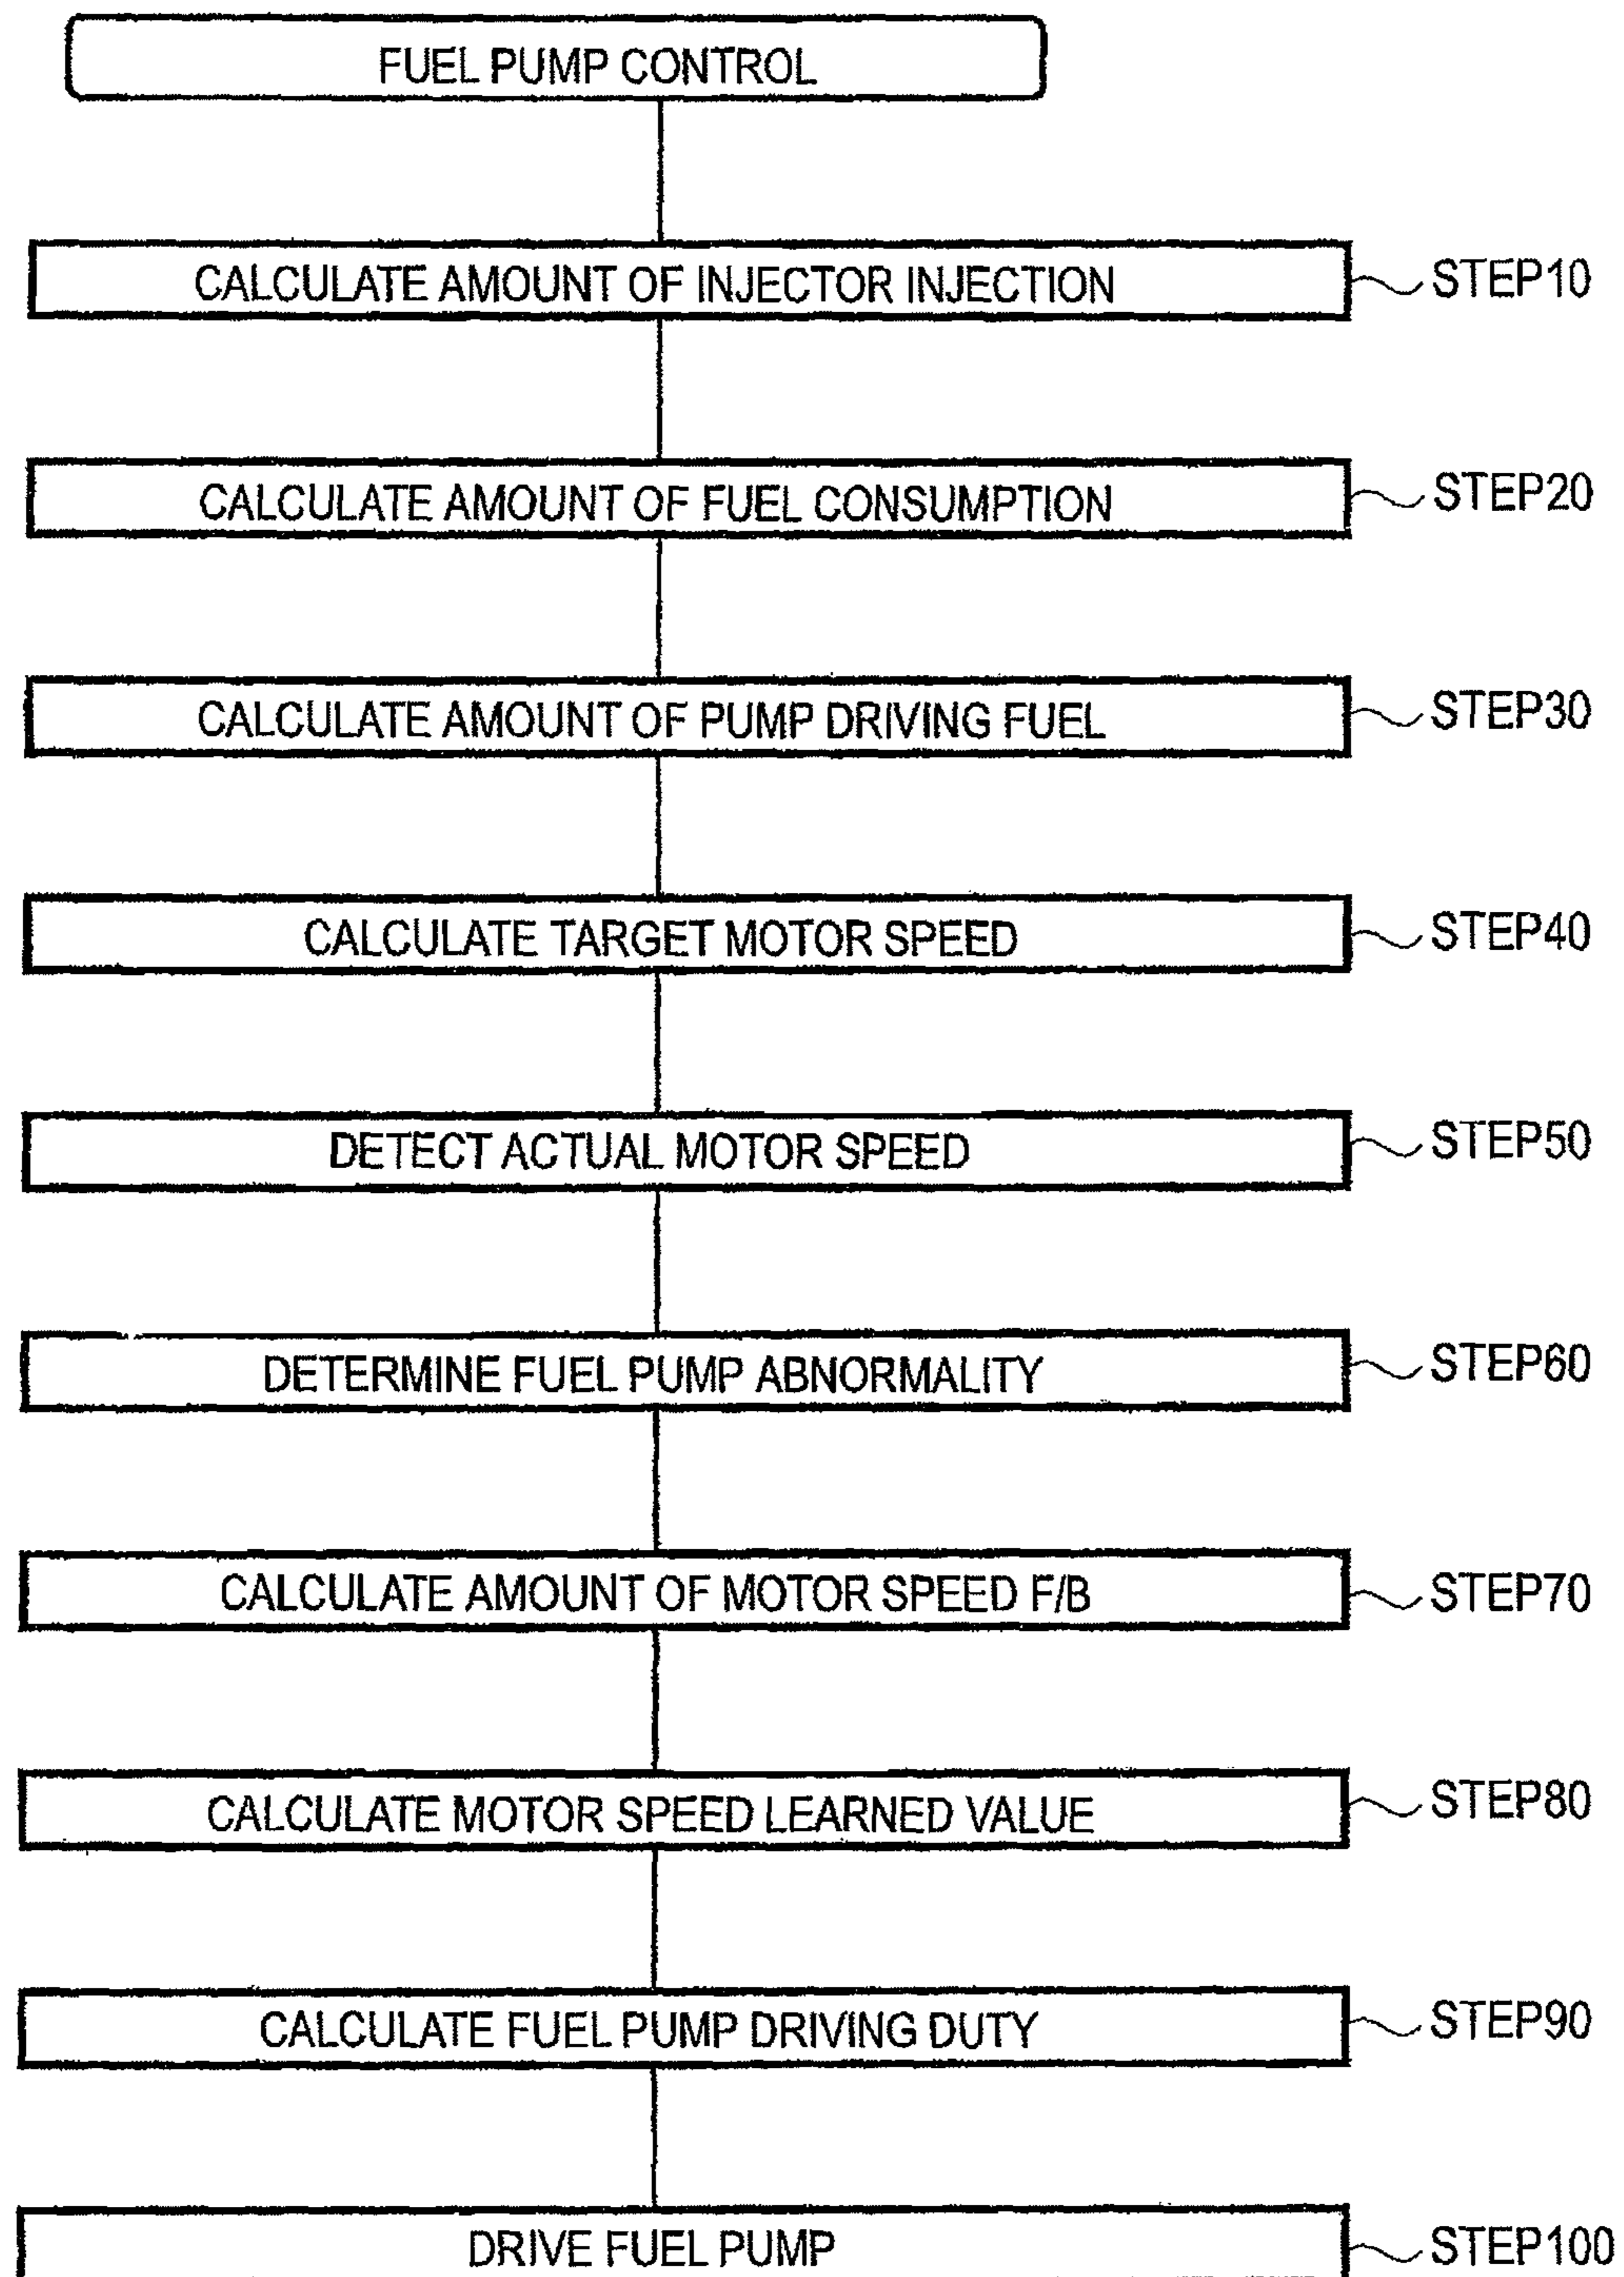 FUEL PUMP CONTROL
CALCULATE AMOUNT OF INJECTOR INJECTION STEP10
CALCULATE AMOUNT OF FUEL CONSUMPTION STEP20
CALCULATE AMOUNT OF PUMP DRIVING FUEL STEP30
CALCULATE TARGET MOTOR SPEED STEP40
DETECT ACTUAL MOTOR SPEED STEP50
DETERMINE FUEL PUMP ABNORMALITY STEP60
CALCULATE AMOUNT OF MOTOR SPEED F/B STEP70
CALCULATE MOTOR SPEED LEARNED VALUE STEP80
CALCULATE FUEL PUMP DRIVING DUTY STEP90
DRIVE FUEL PUMP STEP100